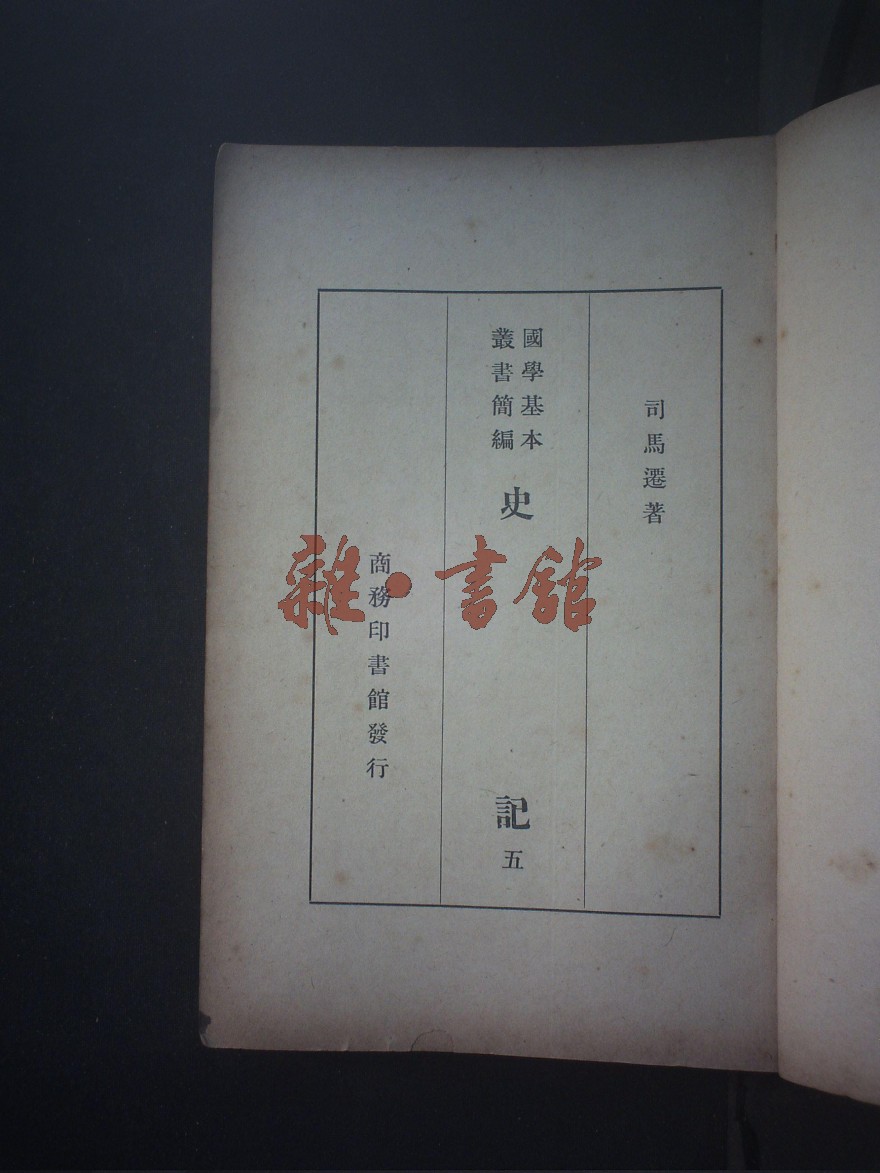 司馬遷著
國學基本
叢書簡編
史記 五
商務印書館發行
雜·書館